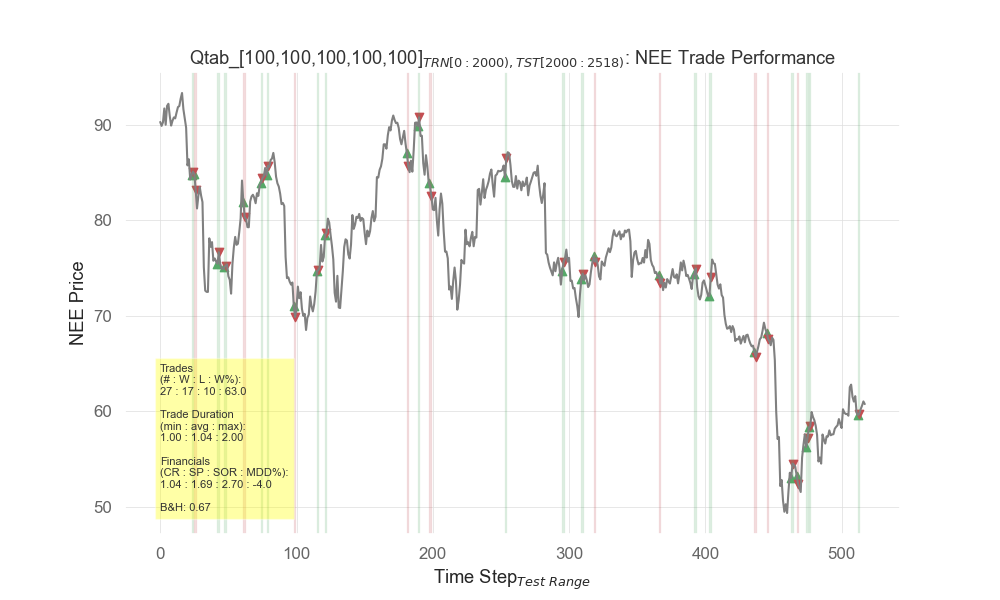 Qtab_[100,100,100,100,100]TRN[0 : 2000), TST[2000 : 2518): NEE Trade Performance
NEE Price
90
80
70
60
50
Trades
(# : W : L : W%):
27 : 17 : 10 : 63.0
Trade Duration
(min : avg : max):
1.00 : 1.04 : 2.00
Financials
(CR : SP : SOR : MDD%):
1.04 : 1.69 : 2.70 : -4.0
B&H: 0.67
0 100 200 300 400 500
Time StepTest Range